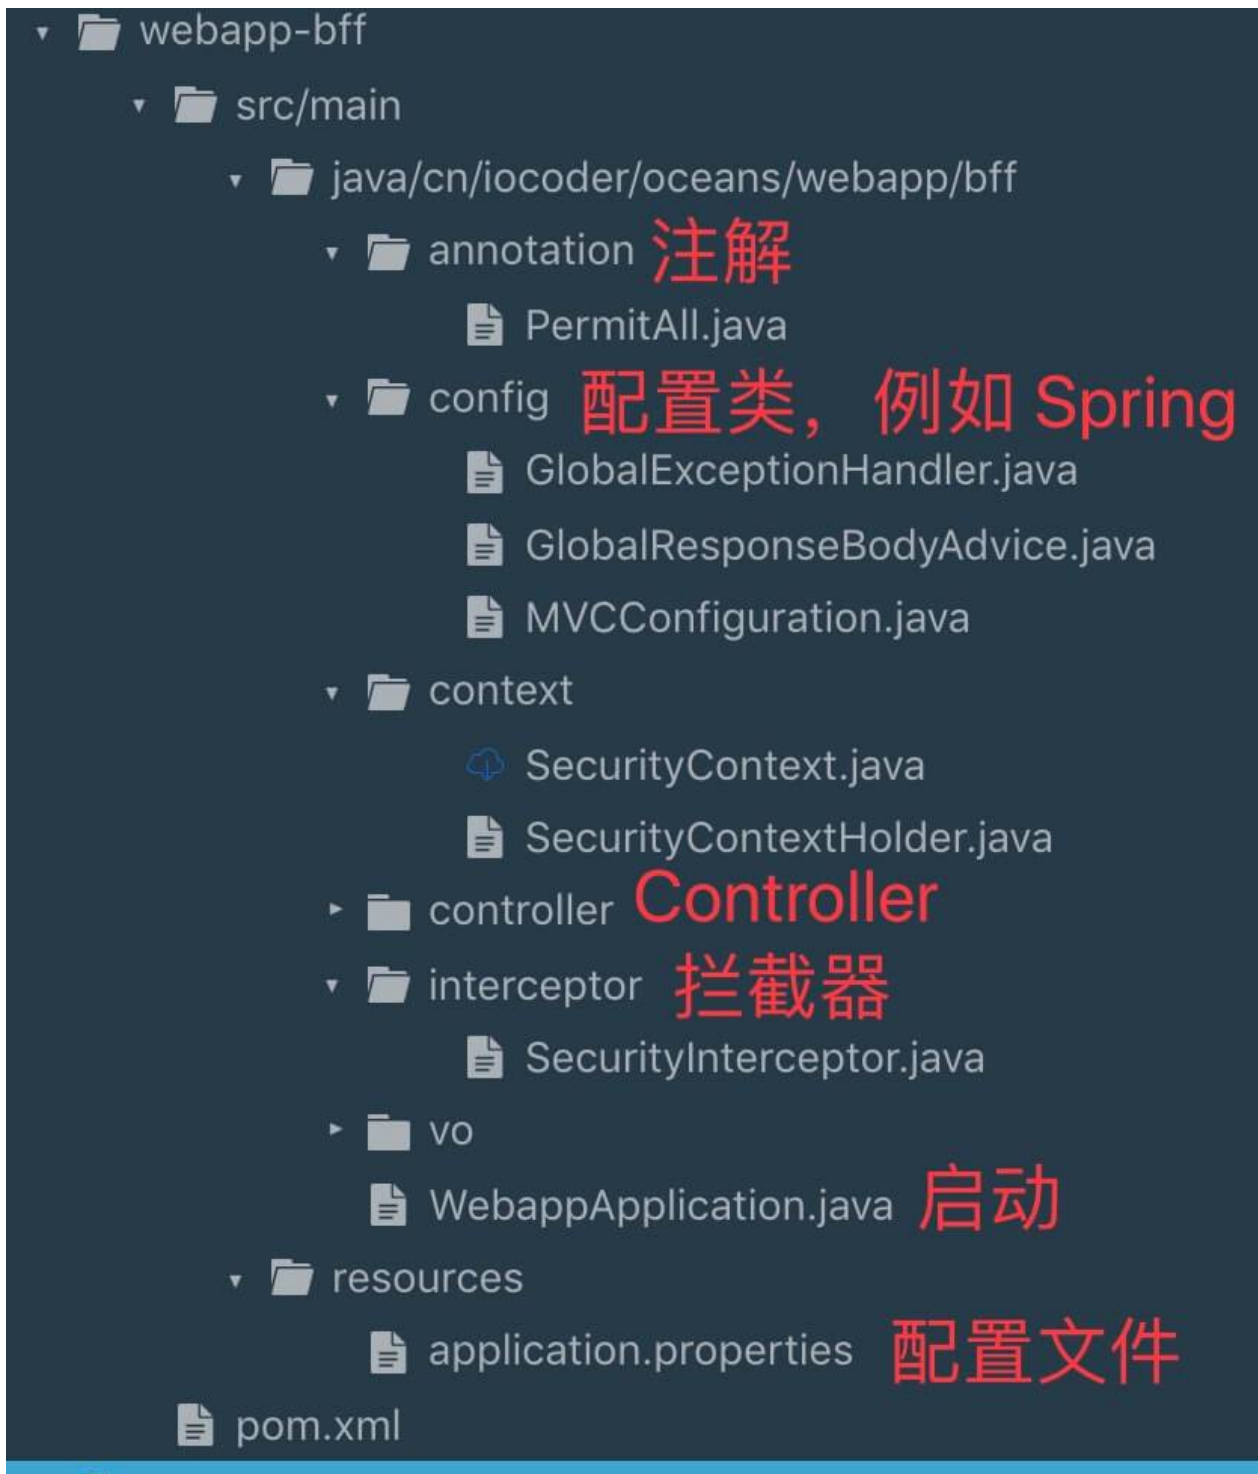 webapp-bff
src/main
java/cn/iocoder/oceans/webapp/bff
annotation 注解
PermitAll.java
config 配置类，例如 Spring
GlobalExceptionHandler.java
GlobalResponseBodyAdvice.java
MVCConfiguration.java
context
SecurityContext.java
SecurityContextHolder.java
controller Controller
interceptor 拦截器
SecurityInterceptor.java
vo
WebappApplication.java 启动
resources
application.properties 配置文件
pom.xml